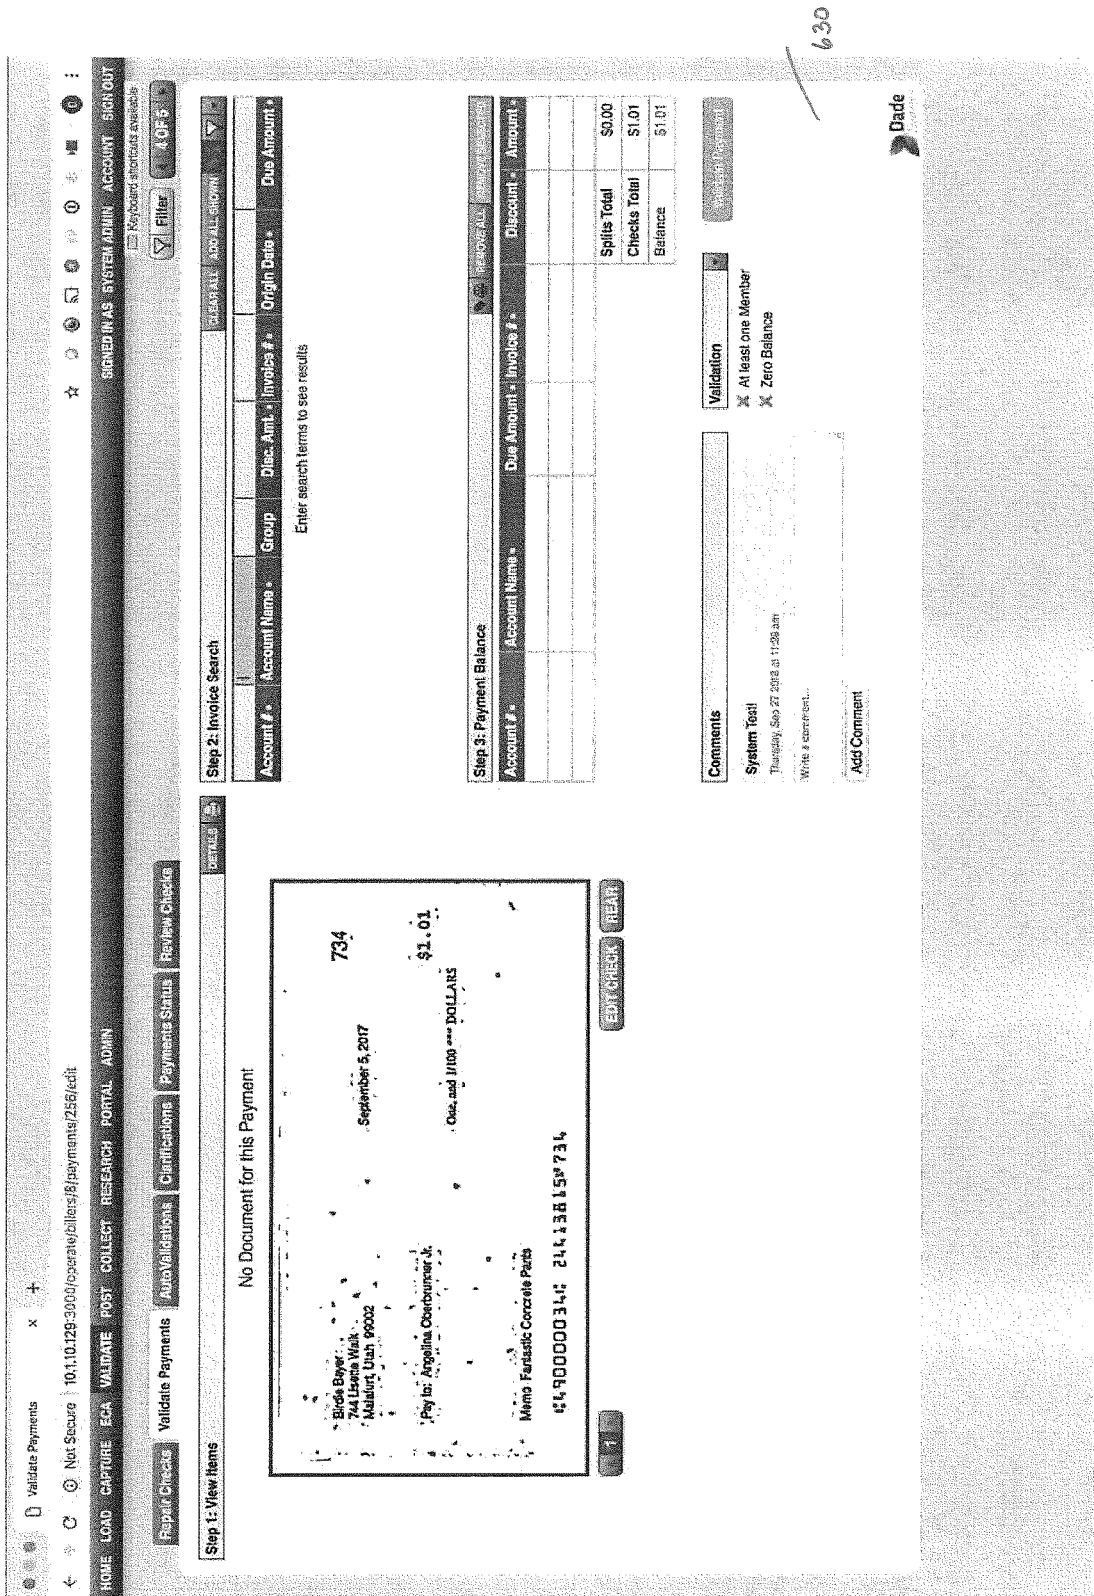 Validate Payments × +
Not Secure 10.1.10.129:3000/operate/billers/8/payments/256/edit
HOME LOAD CAPTURE ECA VALIDATE POST COLLECT RESEARCH PORTAL ADMIN SIGNED IN AS SYSTEM ADMIN ACCOUNT SIGN OUT
Keyboard shortcuts available
Repair Checks Validate Payments AutoValidations Clarifications Payments Status Review Checks Filter 4 OF 5
Step 1: View Items DETAILS
No Document for this Payment
734
Birdie Bayer
744 Lisette Walk
Malafurt, Utah 99002
September 5, 2017
Pay to: Angelina Oberbrunner Jr.
$1.01
One, and 1/100 *** DOLLARS
Memo Fantastic Concrete Pants
⑆490000034⑆ 24413815⑈734
1 EDIT CHECK REAR
Step 2: Invoice Search CLEAR ALL ADD ALL SHOWN
Account # Account Name Group Disc. Amt. Invoice # Origin Date Due Amount
Enter search terms to see results
Step 3: Payment Balance REMOVE ALL
Account # Account Name Due Amount Invoice # Discount Amount
Splits Total $0.00
Checks Total $1.01
Balance $1.01
Comments
System Test!
Thursday, Sep 27 2018 at 11:28 am
Write a comment...
Add Comment
Validation
× At least one Member
× Zero Balance
Dade
630